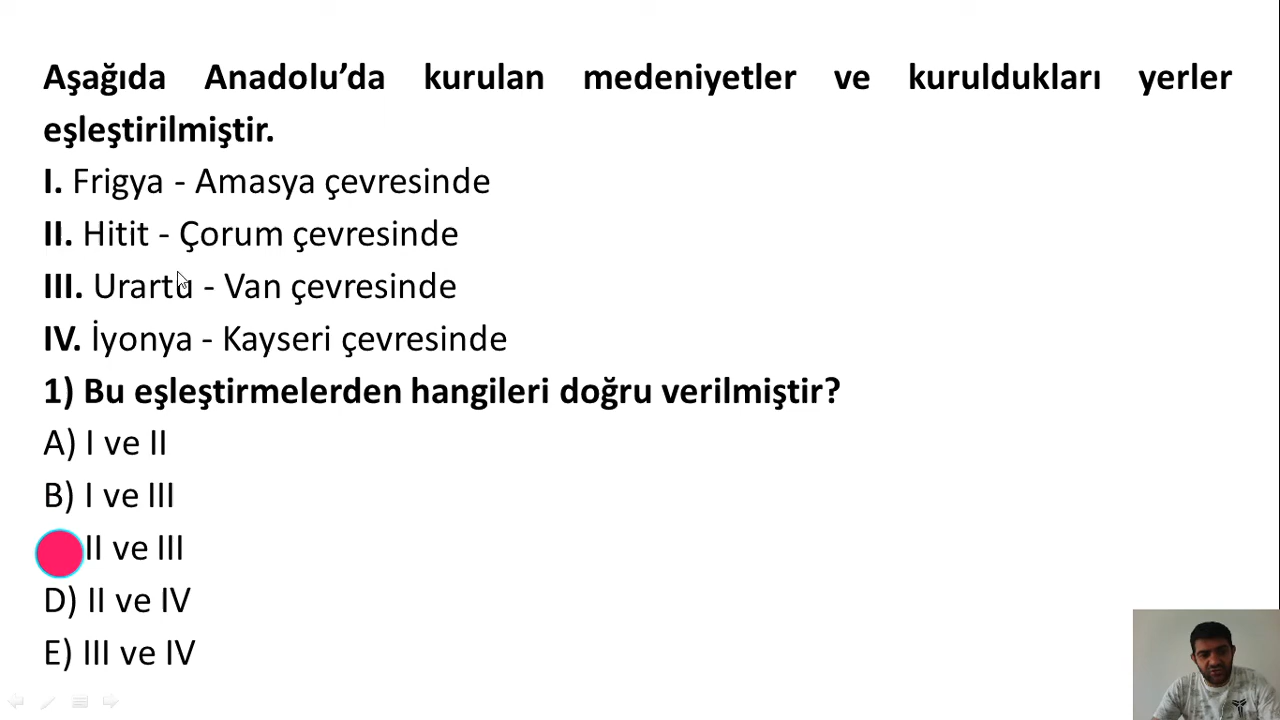 Aşağıda Anadolu’da kurulan medeniyetler ve kuruldukları yerler
eşleştirilmiştir.
I. Frigya - Amasya çevresinde
II. Hitit - Çorum çevresinde
III. Urartu - Van çevresinde
IV. İyonya - Kayseri çevresinde
1) Bu eşleştirmelerden hangileri doğru verilmiştir?
A) I ve II
B) I ve III
II ve III
D) II ve IV
E) III ve IV